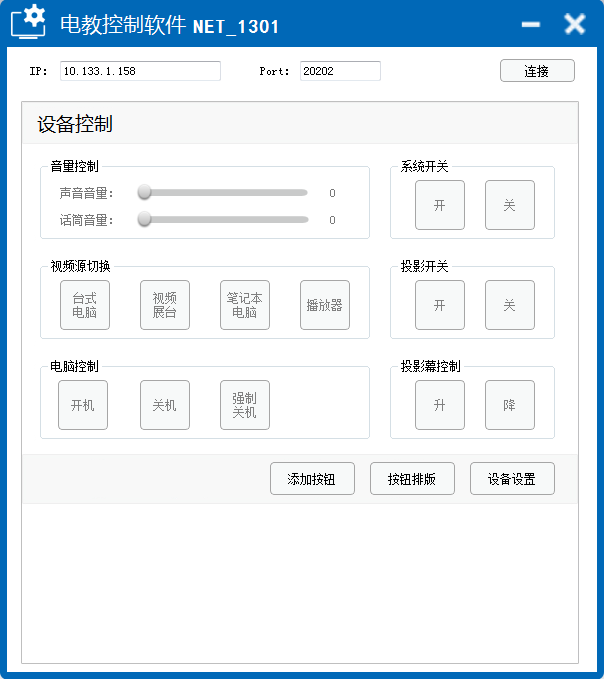 电教控制软件 NET_1301
IP: 10.133.1.158 Port: 20202 连接
设备控制
音量控制
声音音量: 0
话筒音量: 0
系统开关
开 关
视频源切换
台式
电脑
视频
展台
笔记本
电脑
播放器
投影开关
开 关
电脑控制
开机
关机
强制
关机
投影幕控制
升 降
添加按钮 按钮排版 设备设置